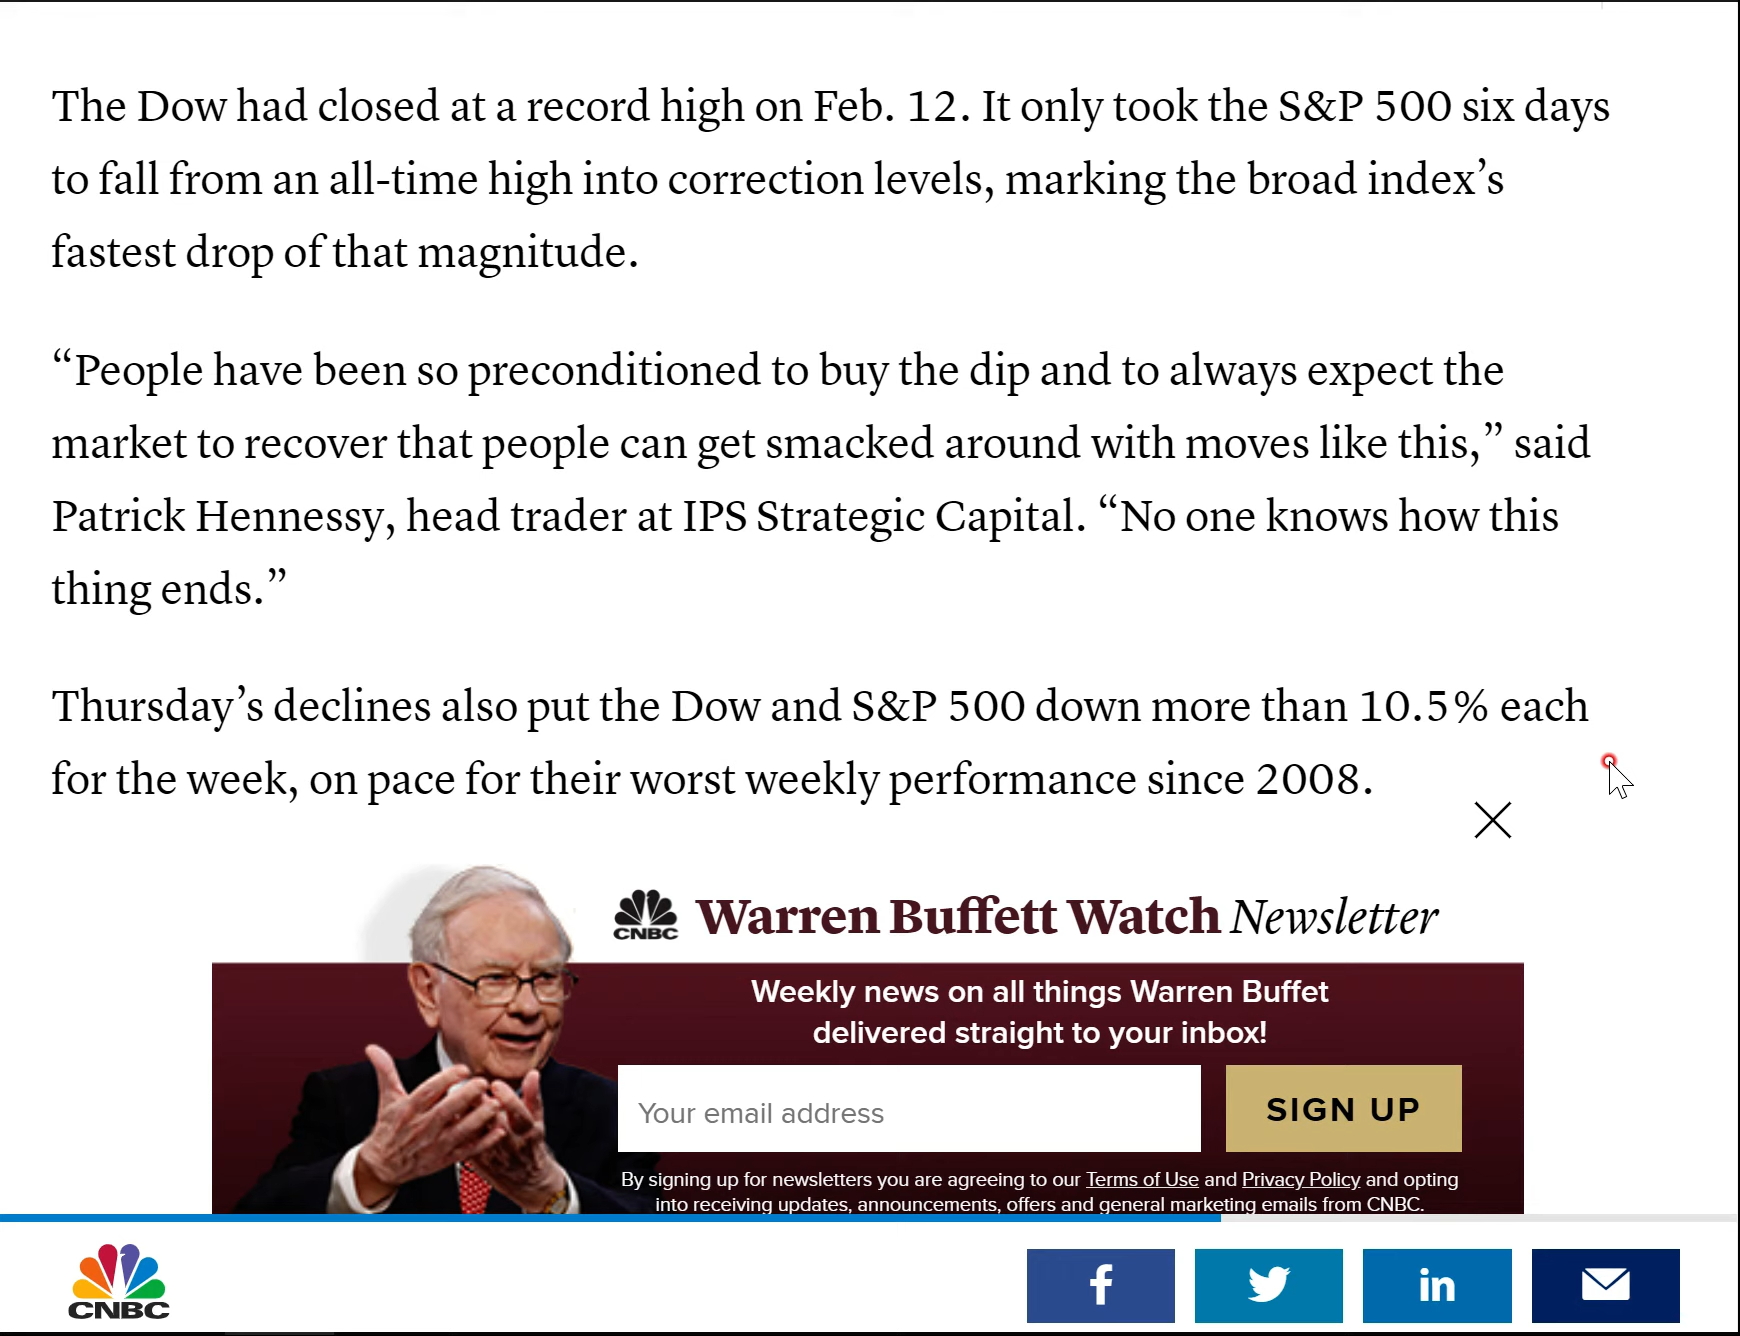 The Dow had closed at a record high on Feb. 12. It only took the S&P 500 six days
to fall from an all-time high into correction levels, marking the broad index’s
fastest drop of that magnitude.
“People have been so preconditioned to buy the dip and to always expect the
market to recover that people can get smacked around with moves like this,” said
Patrick Hennessy, head trader at IPS Strategic Capital. “No one knows how this
thing ends.”
Thursday’s declines also put the Dow and S&P 500 down more than 10.5% each
for the week, on pace for their worst weekly performance since 2008.
CNBC Warren Buffett Watch Newsletter
Weekly news on all things Warren Buffet
delivered straight to your inbox!
Your email address SIGN UP
By signing up for newsletters you are agreeing to our Terms of Use and Privacy Policy and opting
into receiving updates, announcements, offers and general marketing emails from CNBC.
CNBC